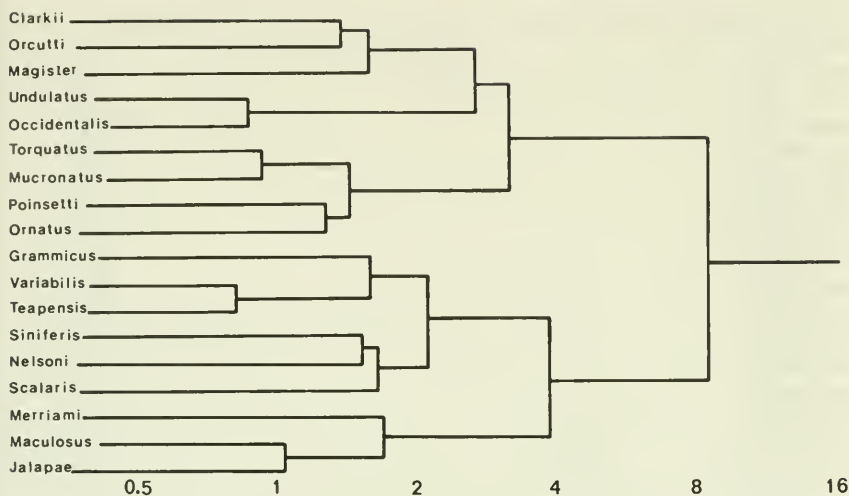 Clarkii
Orcutti
Magister
Undulatus
Occidentalis
Torquatus
Mucronatus
Poinsetti
Ornatus
Grammicus
Variabilis
Teapensis
Siniferis
Nelsoni
Scalaris
Merriami
Maculosus
Jalapae
0.5 1 2 4 8 16